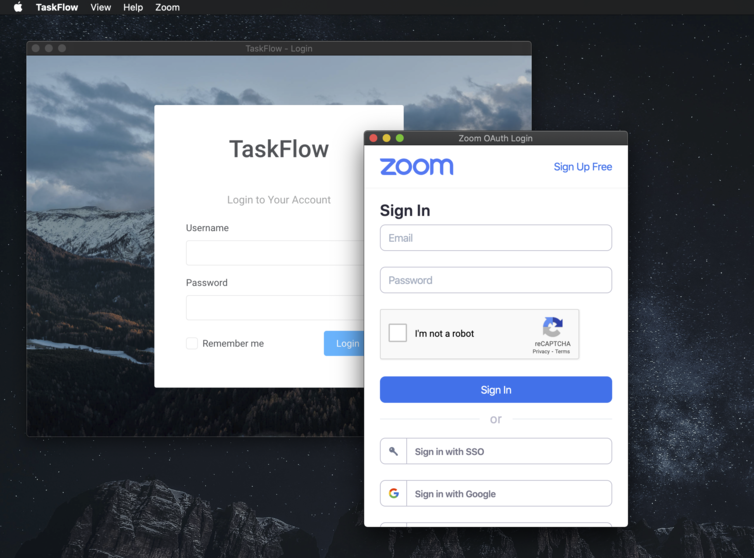 TaskFlow View Help Zoom
TaskFlow - Login
TaskFlow
Login to Your Account
Username
Password
Remember me
Login
Zoom OAuth Login
zoom
Sign Up Free
Sign In
Email
Password
I'm not a robot
reCAPTCHA
Privacy - Terms
Sign In
or
Sign in with SSO
Sign in with Google